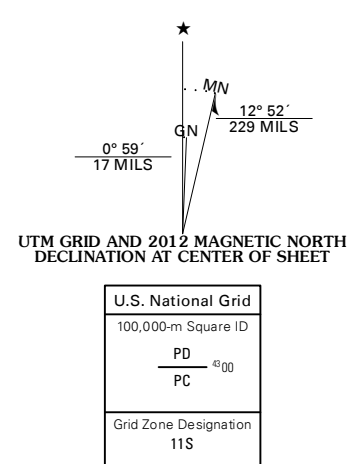 ★
MN
GN
12° 52´
229 MILS
0° 59´
17 MILS
UTM GRID AND 2012 MAGNETIC NORTH
DECLINATION AT CENTER OF SHEET
U.S. National Grid
100,000-m Square ID
PD
4300
PC
Grid Zone Designation
11S